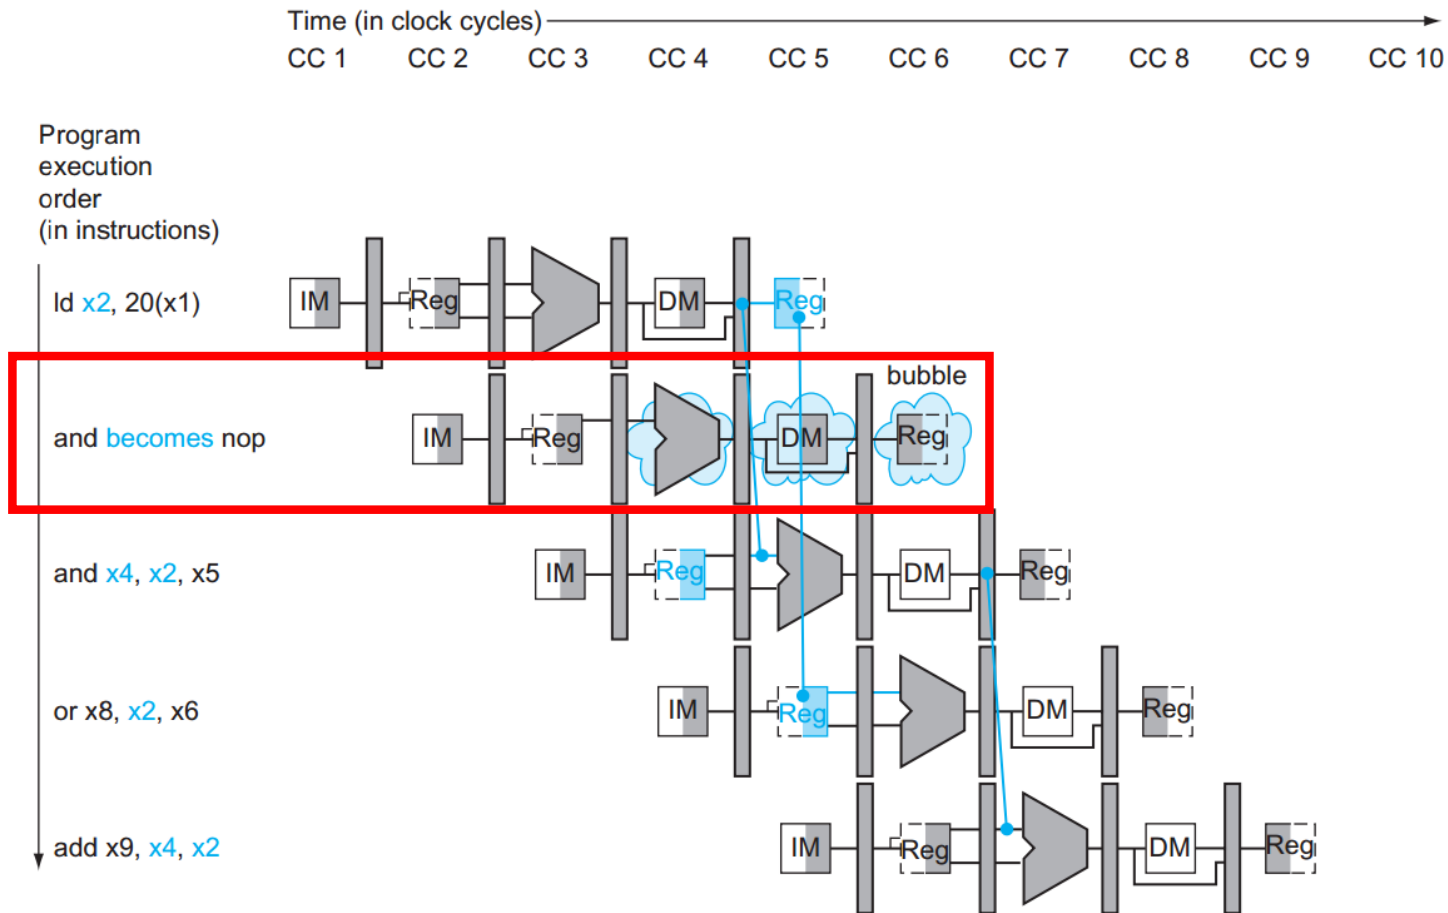 Time (in clock cycles)
CC 1 CC 2 CC 3 CC 4 CC 5 CC 6 CC 7 CC 8 CC 9 CC 10
Program
execution
order
(in instructions)
ld x2, 20(x1) IM Reg DM Reg
bubble
and becomes nop IM Reg DM Reg
and x4, x2, x5 IM Reg DM Reg
or x8, x2, x6 IM Reg DM Reg
add x9, x4, x2 IM Reg DM Reg